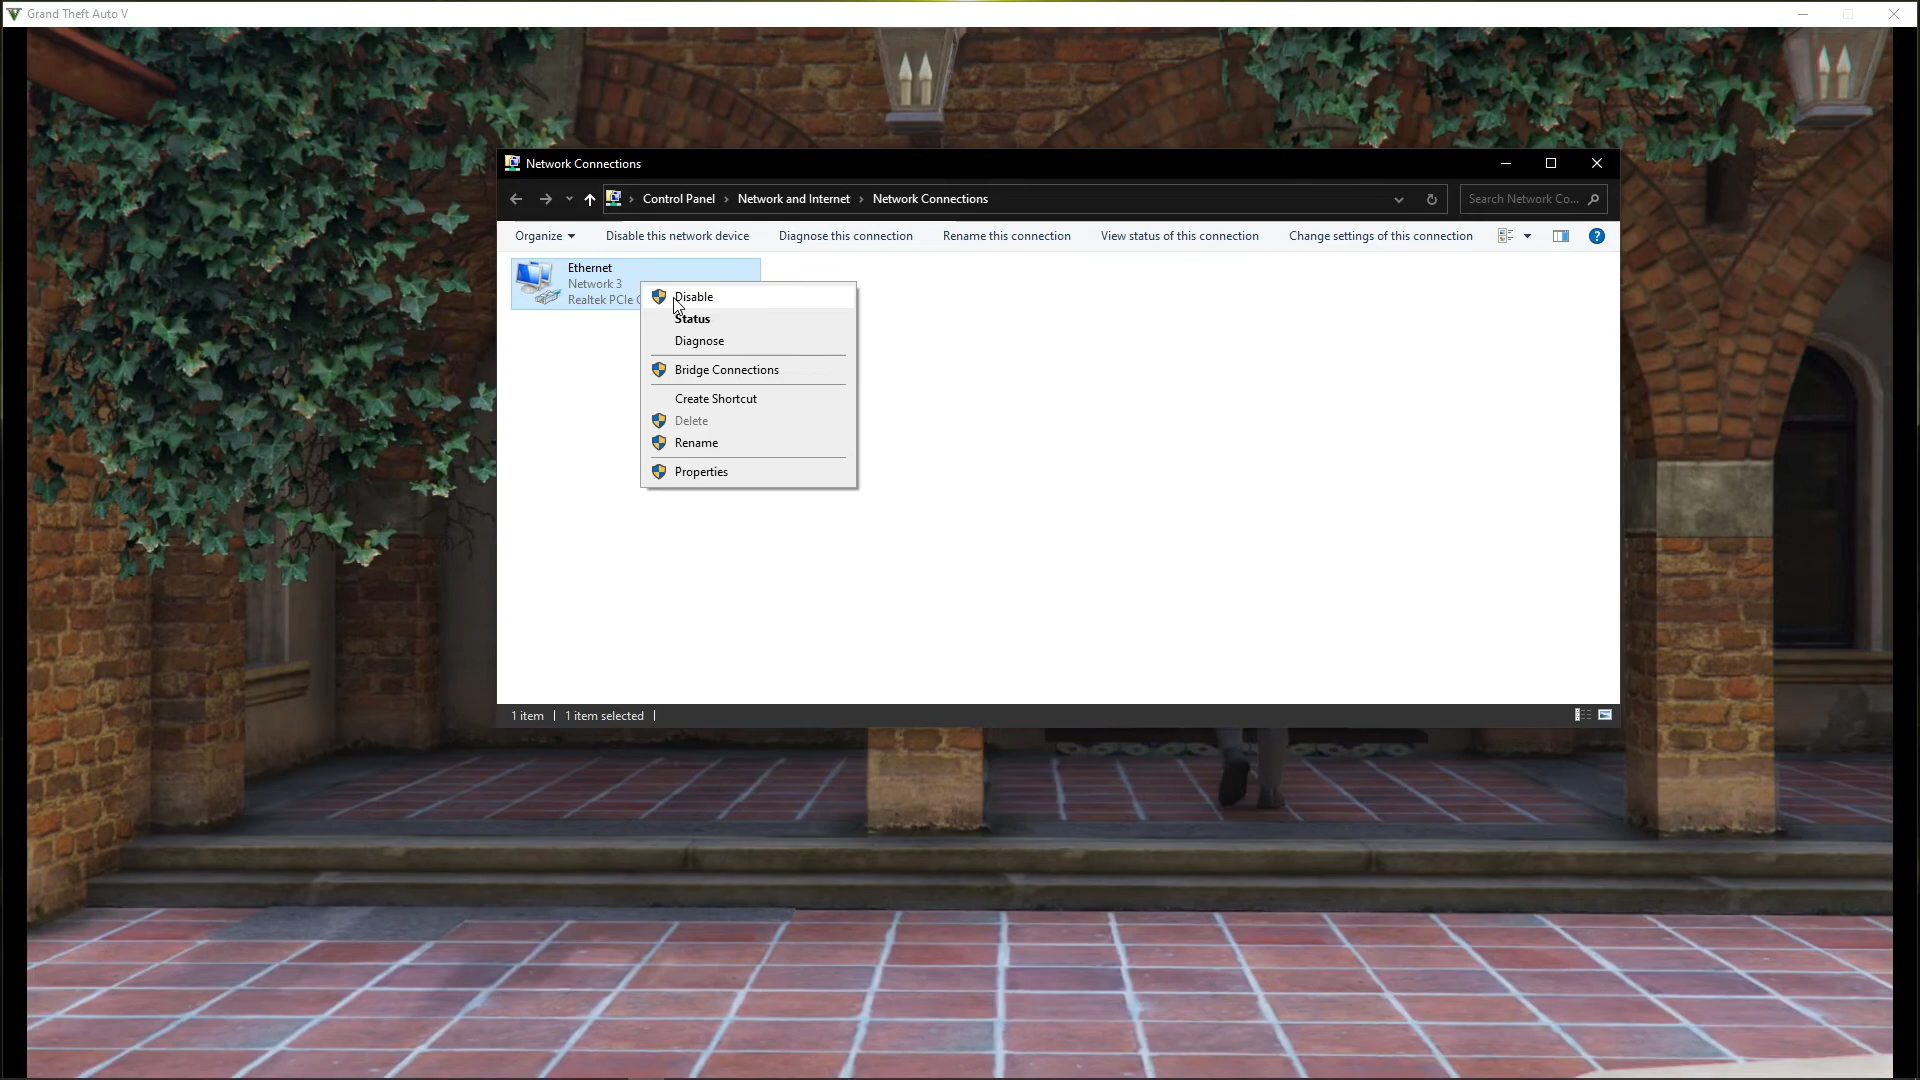 Grand Theft Auto V
Network Connections
Control Panel > Network and Internet > Network Connections
Search Network Co...
Organize
Disable this network device
Diagnose this connection
Rename this connection
View status of this connection
Change settings of this connection
Ethernet
Network 3
Realtek PCIe
Disable
Status
Diagnose
Bridge Connections
Create Shortcut
Delete
Rename
Properties
1 item
1 item selected